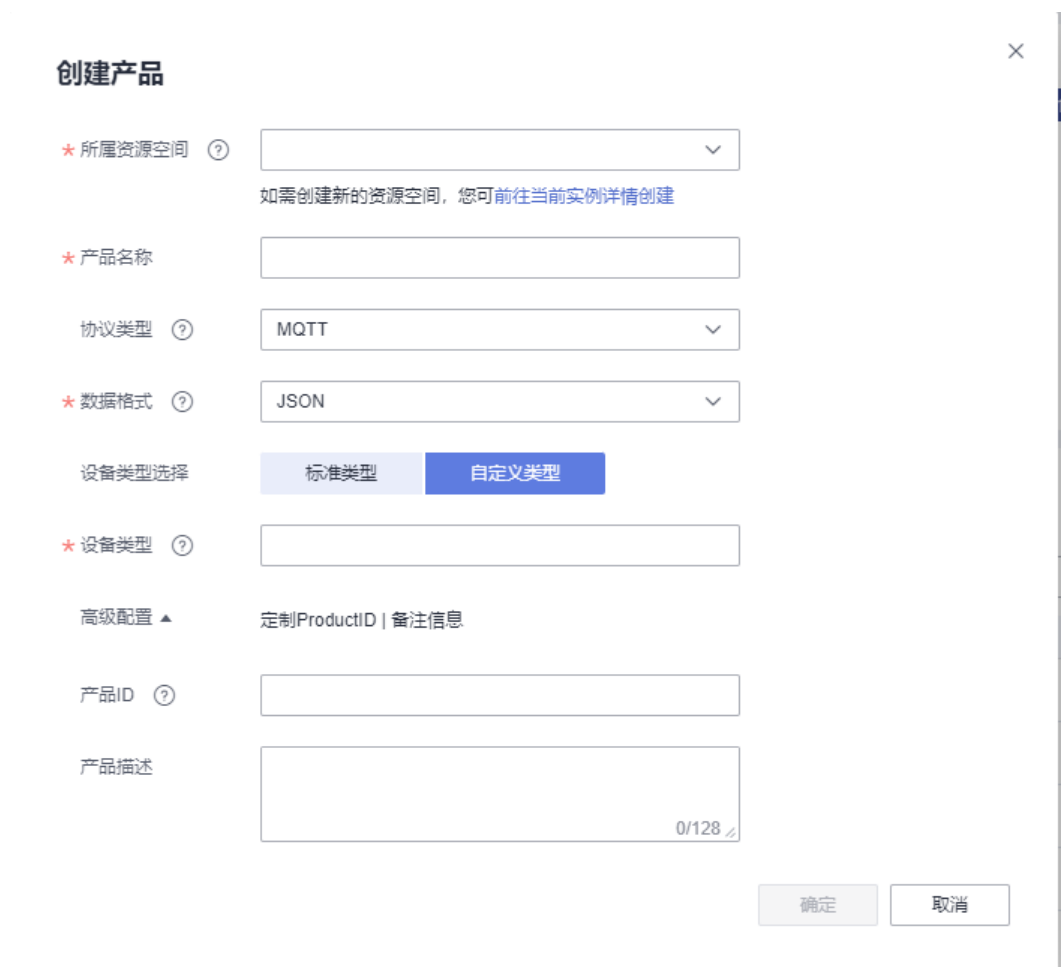 创建产品
* 所属资源空间 ?
如需创建新的资源空间，您可前往当前实例详情创建
* 产品名称
协议类型 ? MQTT
* 数据格式 ? JSON
设备类型选择 标准类型 自定义类型
* 设备类型 ?
高级配置 ▲ 定制ProductID | 备注信息
产品ID ?
产品描述
0/128
确定 取消